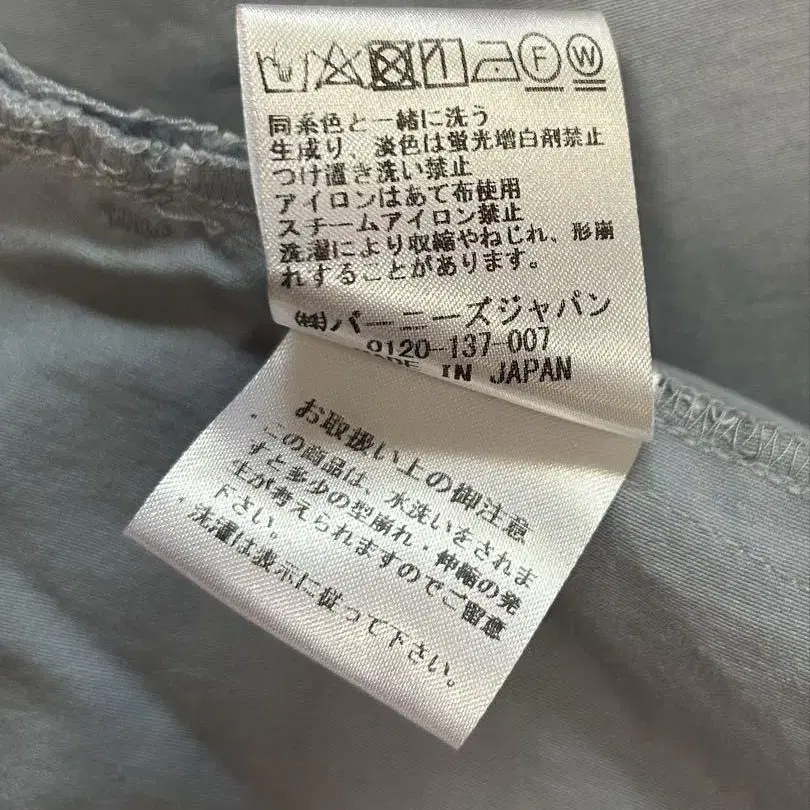 F W
同系色と一緒に洗う
生成り 淡色は蛍光増白剤禁止
つけ置き洗い禁止
アイロンはあて布使用
スチームアイロン禁止
洗濯により収縮やねじれ、形崩
れすることがあります。
㈱バーニーズジャパン
0120-137-007
IN JAPAN
お取扱い上の御注意
・この商品は、水洗いをされま
すと多少の型崩れ・伸縮の発
生が考えられますのでご留意
下さい。
・洗濯は表示に従って下さい。